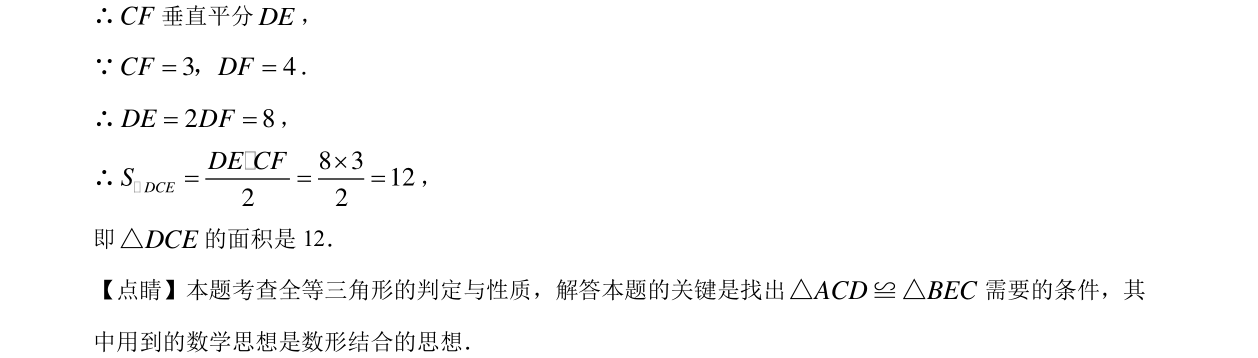 ∴ CF 垂直平分 DE，
∵ CF = 3，DF = 4．
∴ DE = 2DF = 8，
∴ S□DCE = DE□CF/2 = 8×3/2 = 12，
即 △DCE 的面积是 12．
【点睛】本题考查全等三角形的判定与性质，解答本题的关键是找出 △ACD ≌ △BEC 需要的条件，其
中用到的数学思想是数形结合的思想．